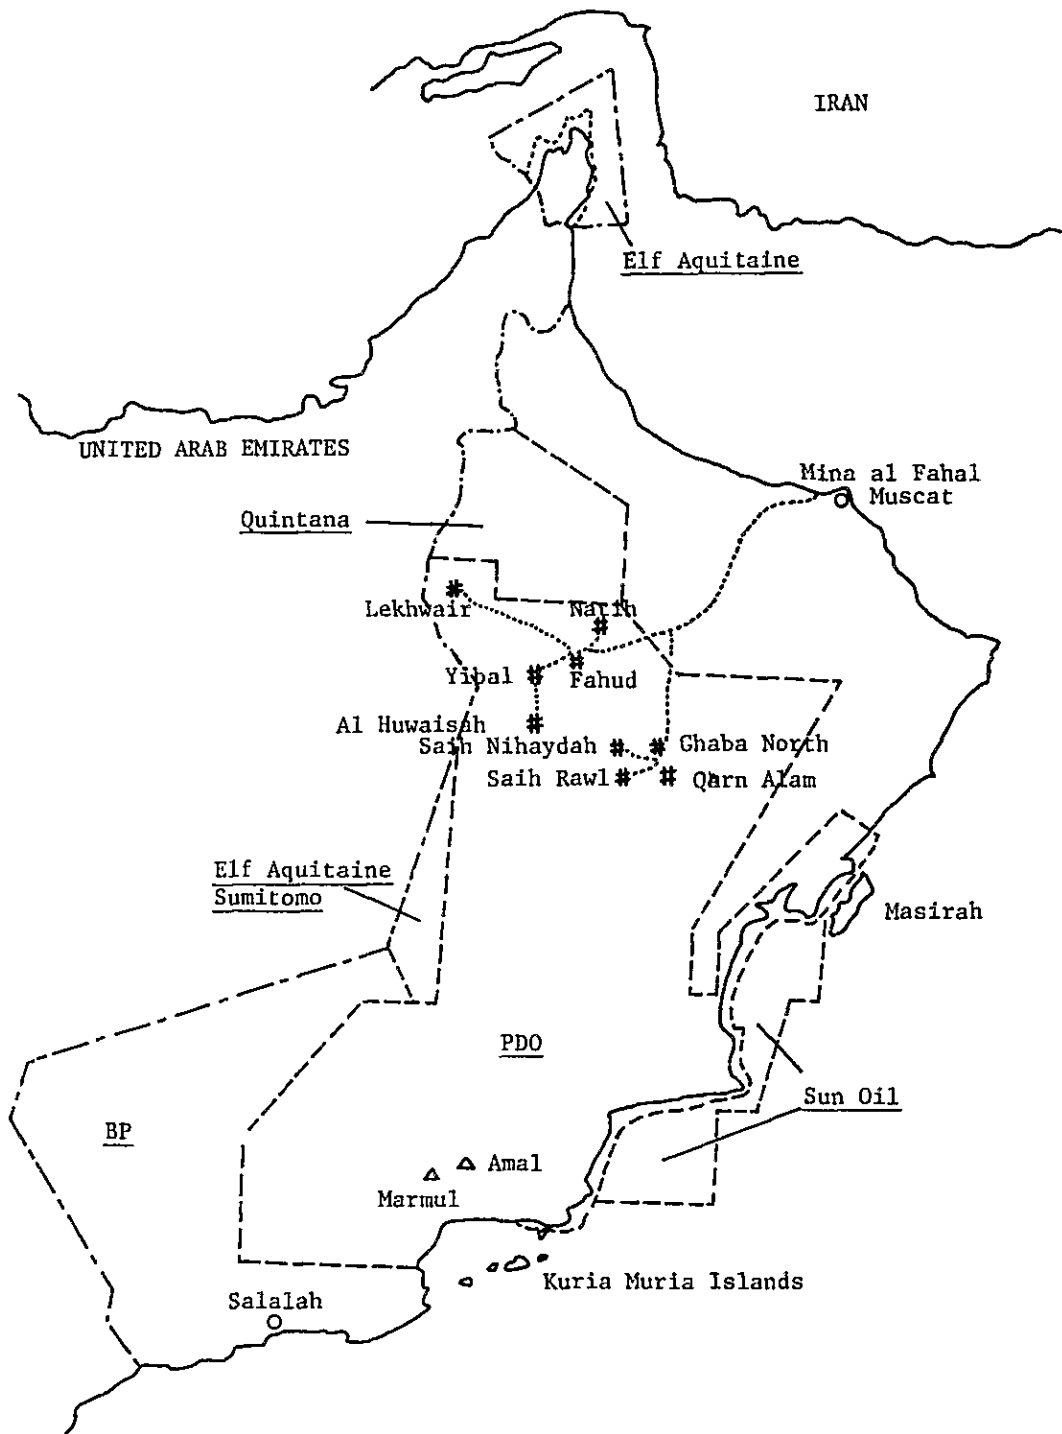 IRAN
Elf Aquitaine
UNITED ARAB EMIRATES
Mina al Fahal
Muscat
Quintana
Lekhwair
Natih
Yibal
Fahud
Al Huwaisah
Saih Nihaydah
Ghaba North
Saih Rawl
Qarn Alam
Elf Aquitaine
Sumitomo
Masirah
PDO
Sun Oil
BP
Amal
Marmul
Kuria Muria Islands
Salalah